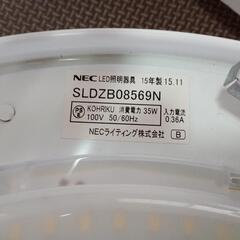 NEC LED照明器具 15年製 15.11
SLDZB08569N
KOHRIKU 消費電力 35W 入力電流
100V 50/60Hz 0.36A
NECライティング株式会社 B